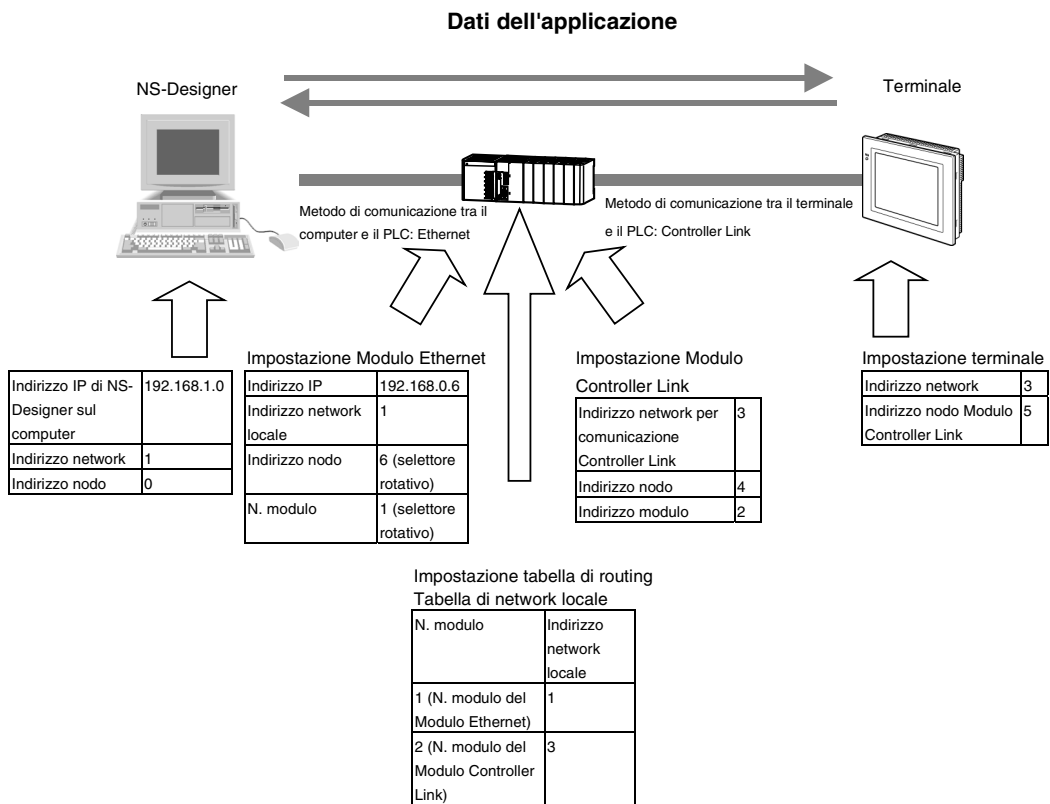 Dati dell'applicazione
NS-Designer
Terminale
Metodo di comunicazione tra il
computer e il PLC: Ethernet
Metodo di comunicazione tra il terminale
e il PLC: Controller Link
Indirizzo IP di NS-
Designer sul
computer
192.168.1.0
Indirizzo network
1
Indirizzo nodo
0
Impostazione Modulo Ethernet
Indirizzo IP
192.168.0.6
Indirizzo network
locale
1
Indirizzo nodo
6 (selettore
rotativo)
N. modulo
1 (selettore
rotativo)
Impostazione Modulo
Controller Link
Indirizzo network per
comunicazione
Controller Link
3
Indirizzo nodo
4
Indirizzo modulo
2
Impostazione terminale
Indirizzo network
3
Indirizzo nodo Modulo
Controller Link
5
Impostazione tabella di routing
Tabella di network locale
N. modulo
Indirizzo
network
locale
1 (N. modulo del
Modulo Ethernet)
1
2 (N. modulo del
Modulo Controller
Link)
3